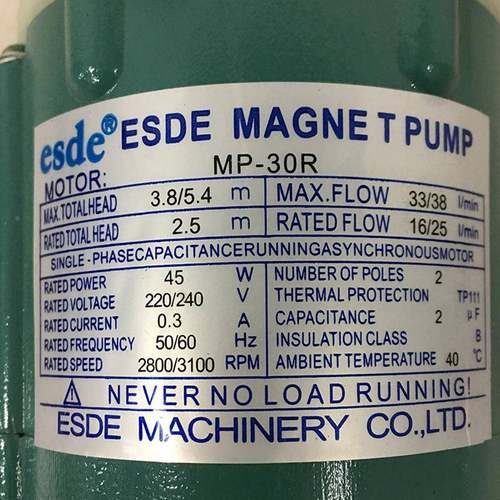 esde® ESDE MAGNE T PUMP
MP-30R
MOTOR:
MAX.TOTALHEAD 3.8/5.4 m MAX.FLOW 33/38 l/min
RATED TOTALHEAD 2.5 m RATED FLOW 16/25 l/min
SINGLE-PHASECAPACITANCERUNNINGASYNCHRONOUSMOTOR
RATED POWER 45 W NUMBER OF POLES 2
RATED VOLTAGE 220/240 V THERMAL PROTECTION TP111
RATED CURRENT 0.3 A CAPACITANCE 2 μF
RATED FREQUENCY 50/60 Hz INSULATION CLASS B
RATED SPEED 2800/3100 RPM AMBIENT TEMPERATURE 40 ℃
NEVER NO LOAD RUNNING!
ESDE MACHINERY CO.,LTD.